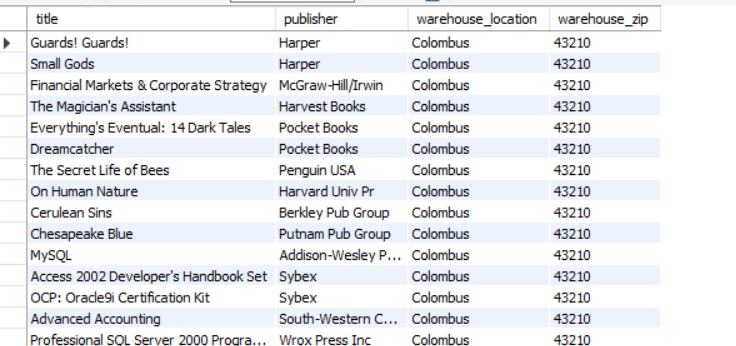 title publisher warehouse_location warehouse_zip
Guards! Guards! Harper Colombus 43210
Small Gods Harper Colombus 43210
Financial Markets & Corporate Strategy McGraw-Hill/Irwin Colombus 43210
The Magician's Assistant Harvest Books Colombus 43210
Everything's Eventual: 14 Dark Tales Pocket Books Colombus 43210
Dreamcatcher Pocket Books Colombus 43210
The Secret Life of Bees Penguin USA Colombus 43210
On Human Nature Harvard Univ Pr Colombus 43210
Cerulean Sins Berkley Pub Group Colombus 43210
Chesapeake Blue Putnam Pub Group Colombus 43210
MySQL Addison-Wesley P... Colombus 43210
Access 2002 Developer's Handbook Set Sybex Colombus 43210
OCP: Oracle9i Certification Kit Sybex Colombus 43210
Advanced Accounting South-Western C... Colombus 43210
Professional SQL Server 2000 Progra... Wrox Press Inc Colombus 43210